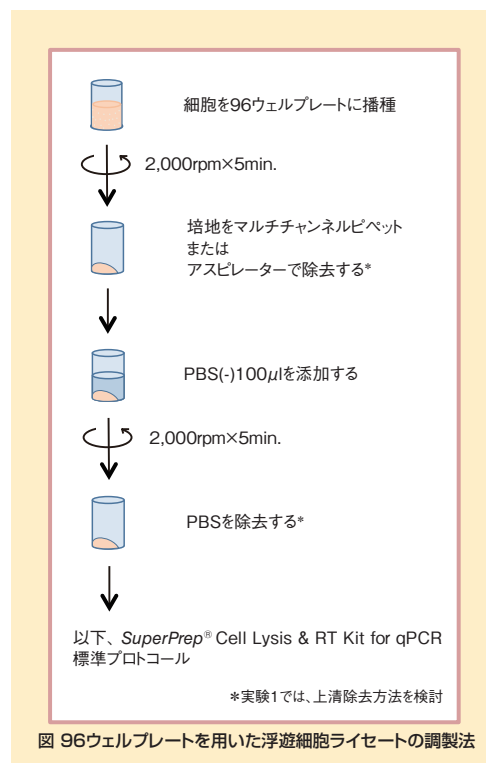 細胞を96ウェルプレートに播種
2,000rpm×5min.
培地をマルチチャンネルピペット
または
アスピレーターで除去する*
PBS(-)100μlを添加する
2,000rpm×5min.
PBSを除去する*
以下、SuperPrep® Cell Lysis & RT Kit for qPCR
標準プロトコール
*実験1では、上清除去方法を検討
図 96ウェルプレートを用いた浮遊細胞ライセートの調製法